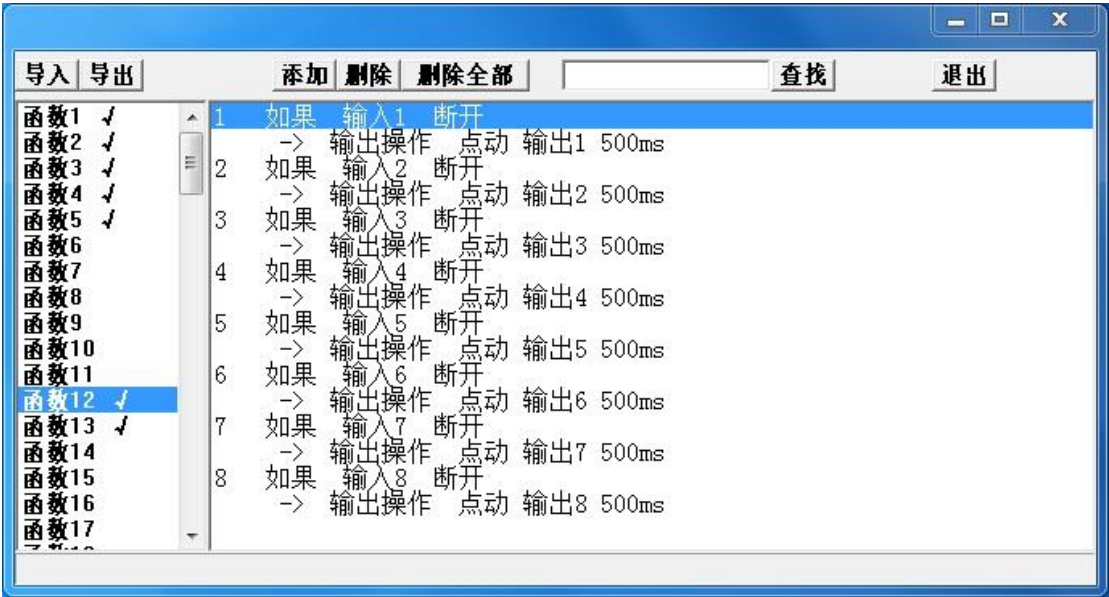 导入 导出 添加 删除 删除全部 查找 退出
函数1 √
函数2 √
函数3 √
函数4 √
函数5 √
函数6
函数7
函数8
函数9
函数10
函数11
函数12 √
函数13 √
函数14
函数15
函数16
函数17
1 如果 输入1 断开
-> 输出操作 点动 输出1 500ms
2 如果 输入2 断开
-> 输出操作 点动 输出2 500ms
3 如果 输入3 断开
-> 输出操作 点动 输出3 500ms
4 如果 输入4 断开
-> 输出操作 点动 输出4 500ms
5 如果 输入5 断开
-> 输出操作 点动 输出5 500ms
6 如果 输入6 断开
-> 输出操作 点动 输出6 500ms
7 如果 输入7 断开
-> 输出操作 点动 输出7 500ms
8 如果 输入8 断开
-> 输出操作 点动 输出8 500ms